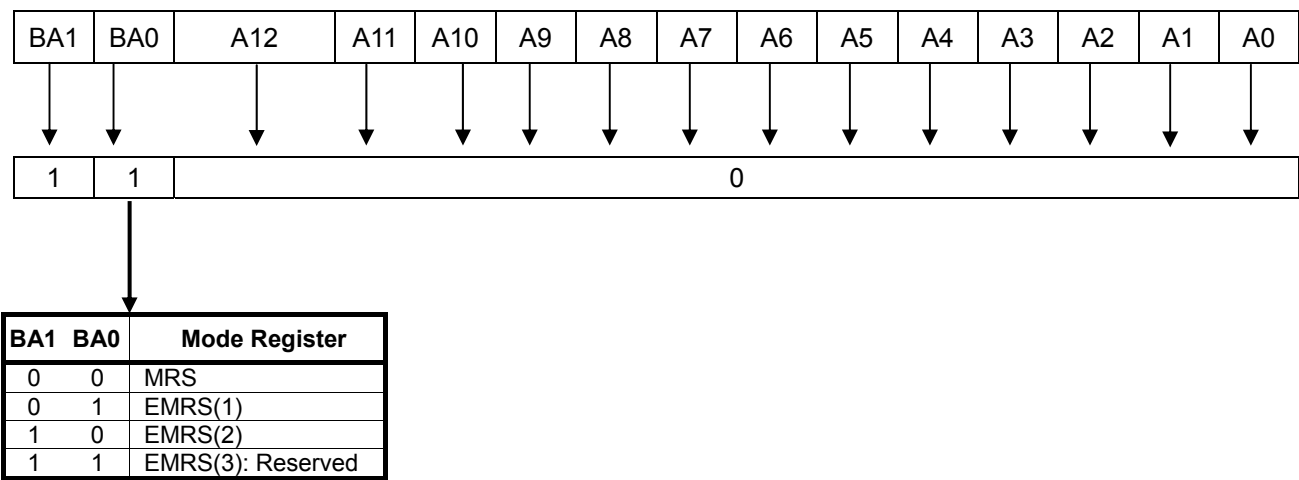 BA1 BA0 A12 A11 A10 A9 A8 A7 A6 A5 A4 A3 A2 A1 A0
1 1 0
BA1 BA0 Mode Register
0 0 MRS
0 1 EMRS(1)
1 0 EMRS(2)
1 1 EMRS(3): Reserved